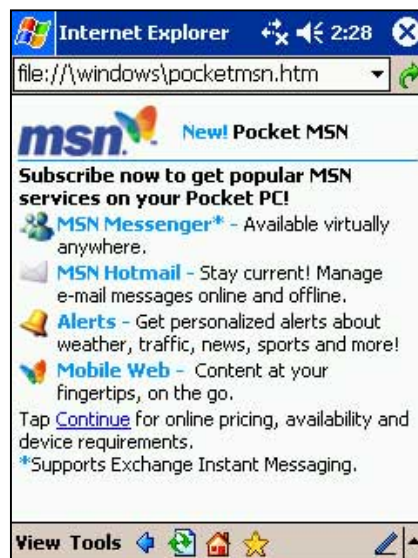 Internet Explorer 2:28
file://\windows\pocketmsn.htm
msn New! Pocket MSN
Subscribe now to get popular MSN
services on your Pocket PC!
MSN Messenger* - Available virtually
anywhere.
MSN Hotmail - Stay current! Manage
e-mail messages online and offline.
Alerts - Get personalized alerts about
weather, traffic, news, sports and more!
Mobile Web - Content at your
fingertips, on the go.
Tap Continue for online pricing, availability and
device requirements.
*Supports Exchange Instant Messaging.
View Tools